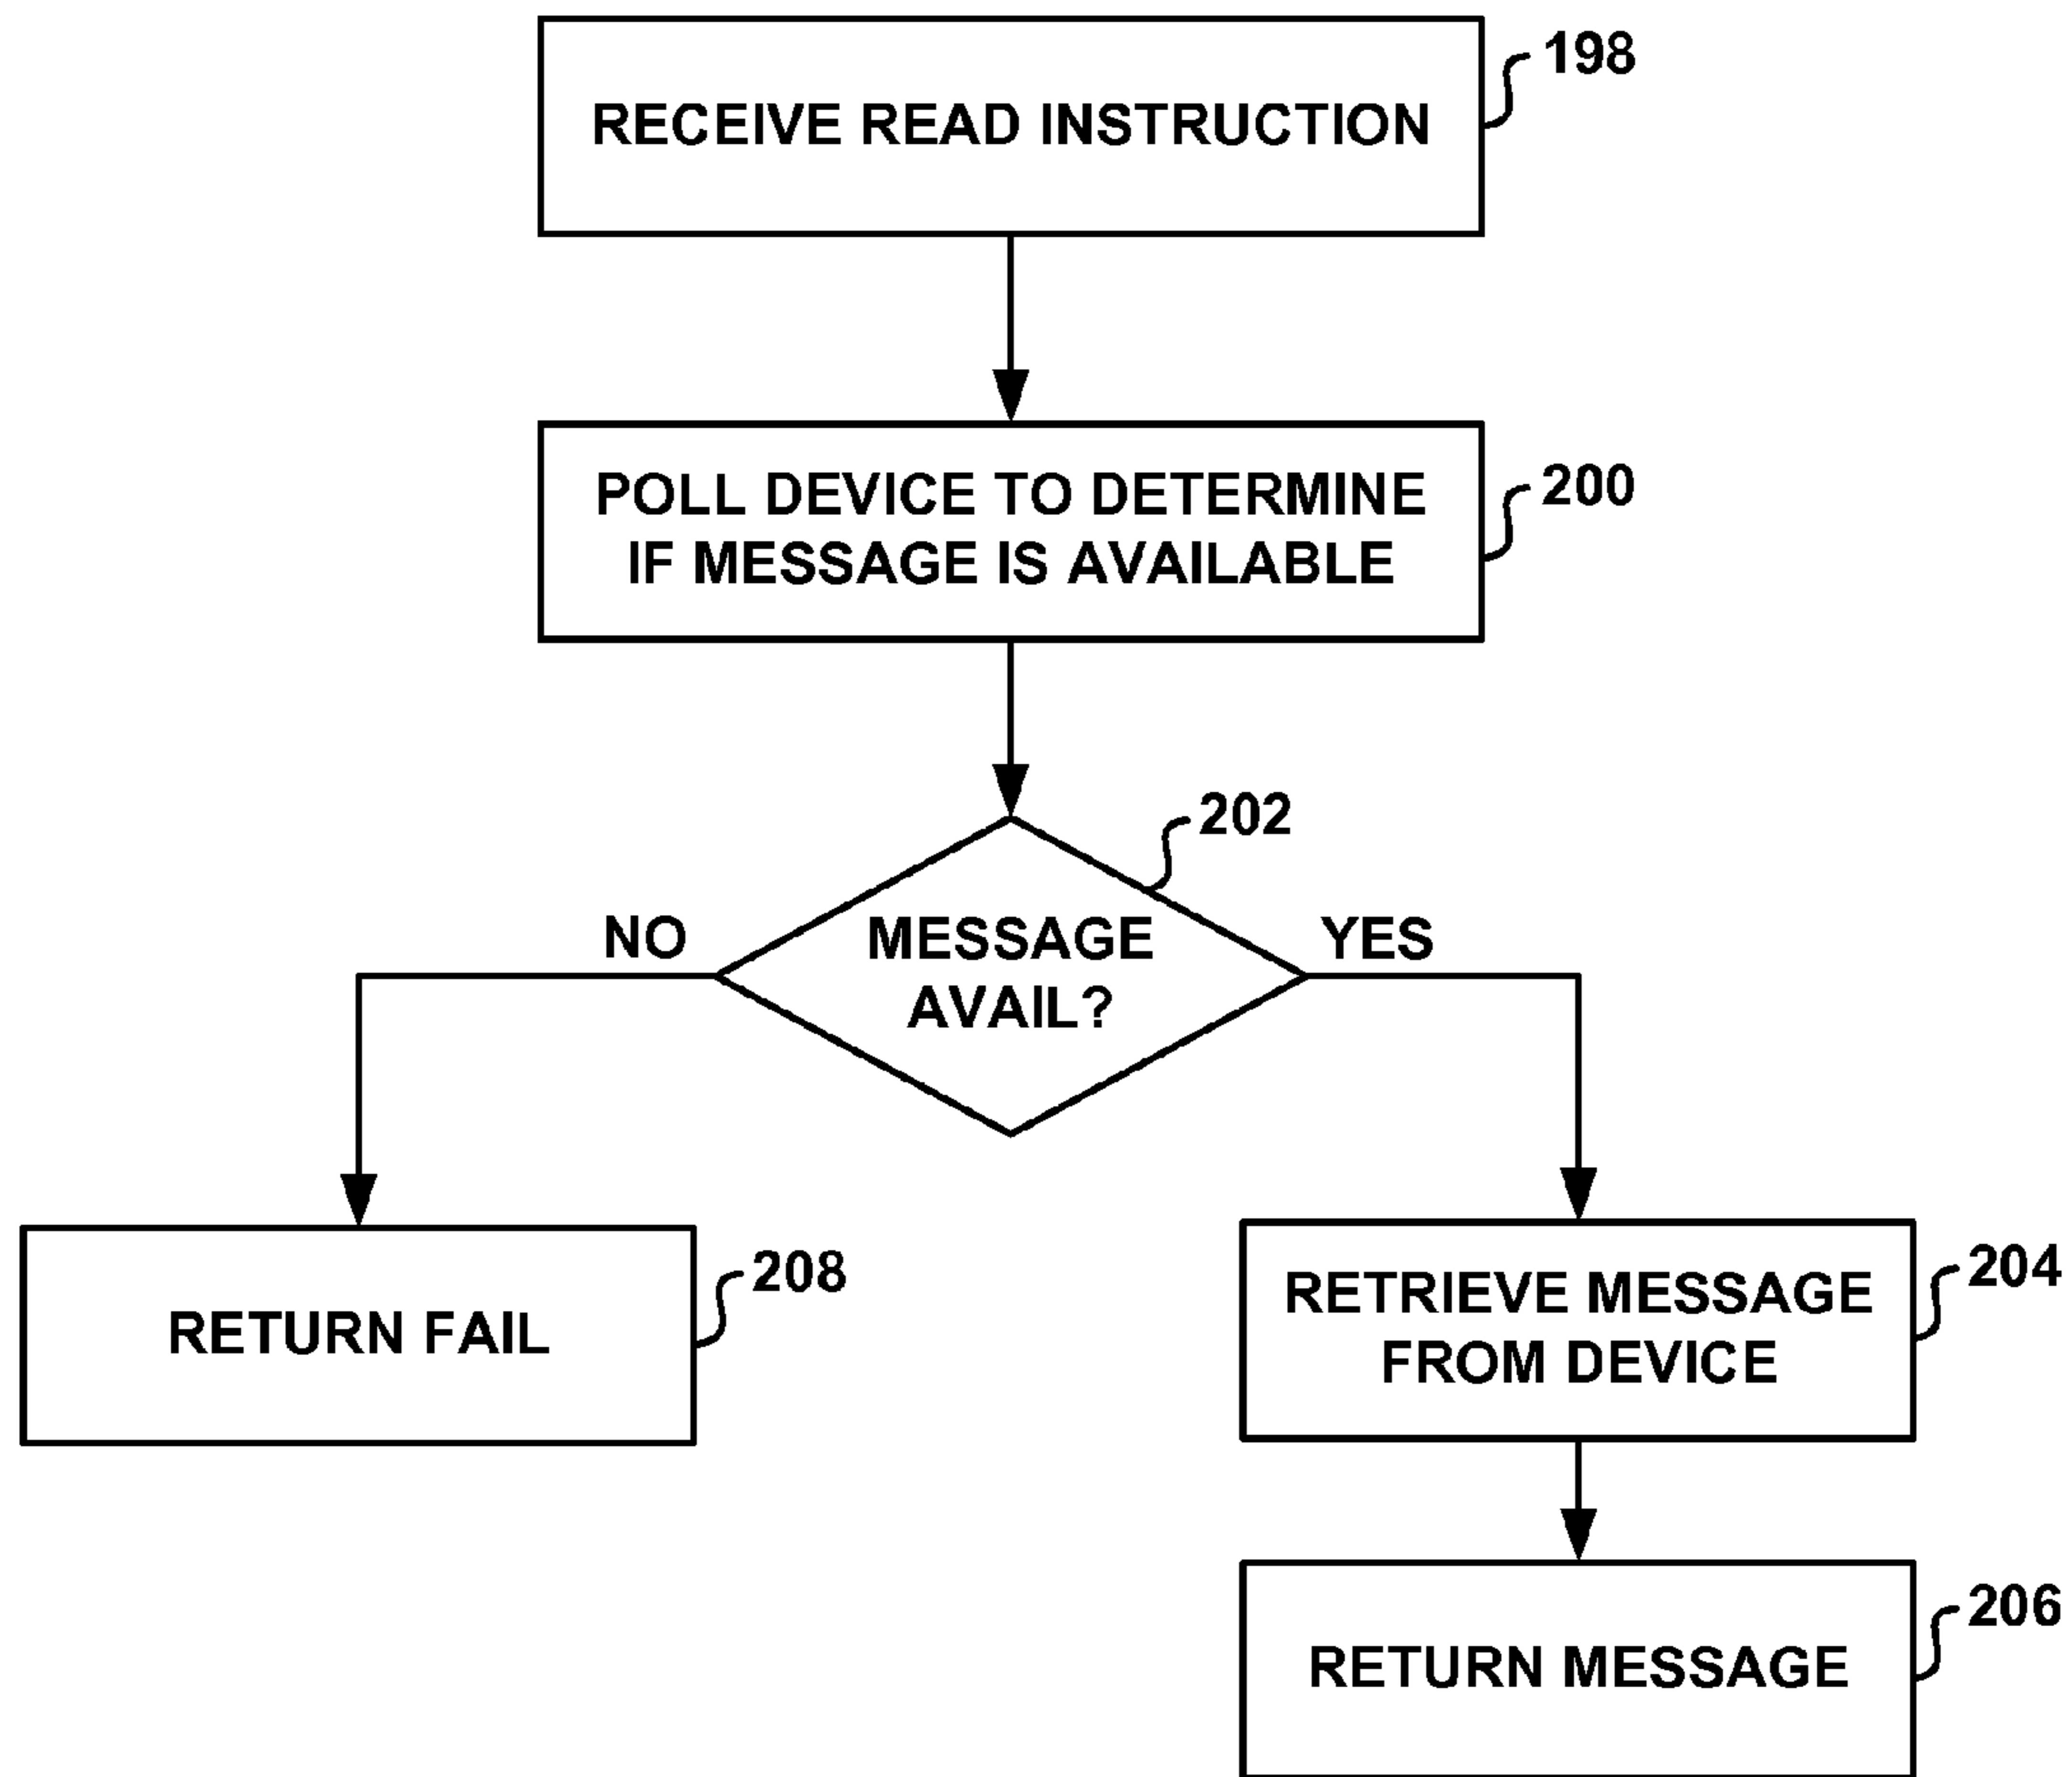 RECEIVE READ INSTRUCTION
198
POLL DEVICE TO DETERMINE
IF MESSAGE IS AVAILABLE
200
202
MESSAGE
AVAIL?
NO
YES
RETURN FAIL
208
RETRIEVE MESSAGE
FROM DEVICE
204
RETURN MESSAGE
206